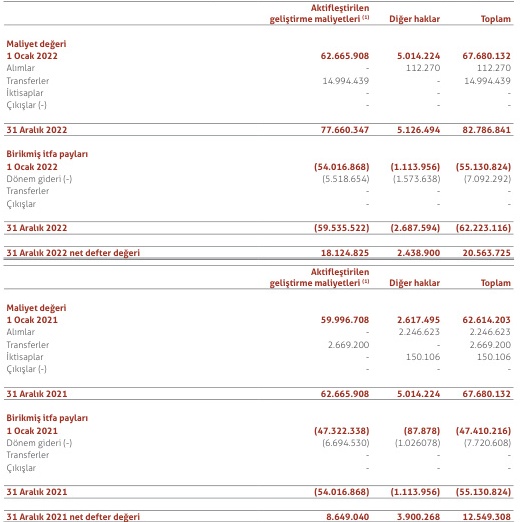 Aktifleştirilen
geliştirme maliyetleri (1) Diğer haklar Toplam
Maliyet değeri
1 Ocak 2022 62.665.908 5.014.224 67.680.132
Alımlar - 112.270 112.270
Transferler 14.994.439 - 14.994.439
İktisaplar - - -
Çıkışlar (-) - - -
31 Aralık 2022 77.660.347 5.126.494 82.786.841
Birikmiş itfa payları
1 Ocak 2022 (54.016.868) (1.113.956) (55.130.824)
Dönem gideri (-) (5.518.654) (1.573.638) (7.092.292)
Transferler - - -
Çıkışlar - - -
31 Aralık 2022 (59.535.522) (2.687.594) (62.223.116)
31 Aralık 2022 net defter değeri 18.124.825 2.438.900 20.563.725
Aktifleştirilen
geliştirme maliyetleri (1) Diğer haklar Toplam
Maliyet değeri
1 Ocak 2021 59.996.708 2.617.495 62.614.203
Alımlar - 2.246.623 2.246.623
Transferler 2.669.200 - 2.669.200
İktisaplar - 150.106 150.106
Çıkışlar (-) - - -
31 Aralık 2021 62.665.908 5.014.224 67.680.132
Birikmiş itfa payları
1 Ocak 2021 (47.322.338) (87.878) (47.410.216)
Dönem gideri (-) (6.694.530) (1.026078) (7.720.608)
Transferler - - -
Çıkışlar - - -
31 Aralık 2021 (54.016.868) (1.113.956) (55.130.824)
31 Aralık 2021 net defter değeri 8.649.040 3.900.268 12.549.308